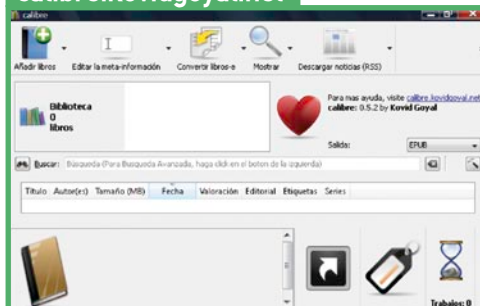 calibre
Añadir libros Editar la meta-información Convertir libros-e Mostrar Descargar noticias (RSS)
Biblioteca
0
libros
Para mas ayuda, visite calibre.kovidgoyal.net
calibre: 0.5.2 by Kovid Goyal
Salida: EPUB
Buscar: Búsqueda (Para Busqueda Avanzada, haga click en el boton de la izquierda)
Título Autor(es) Tamaño (MB) Fecha Valoración Editorial Etiquetas Series
Trabalos: 0